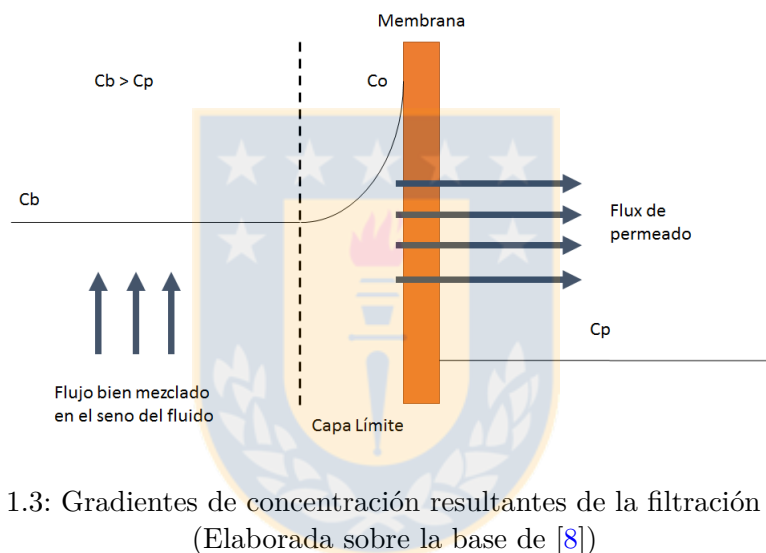 Membrana
Cb > Cp
Co
Cb
Flux de
permeado
Cp
Flujo bien mezclado
en el seno del fluido
Capa Límite
1.3: Gradientes de concentración resultantes de la filtración
(Elaborada sobre la base de [8])